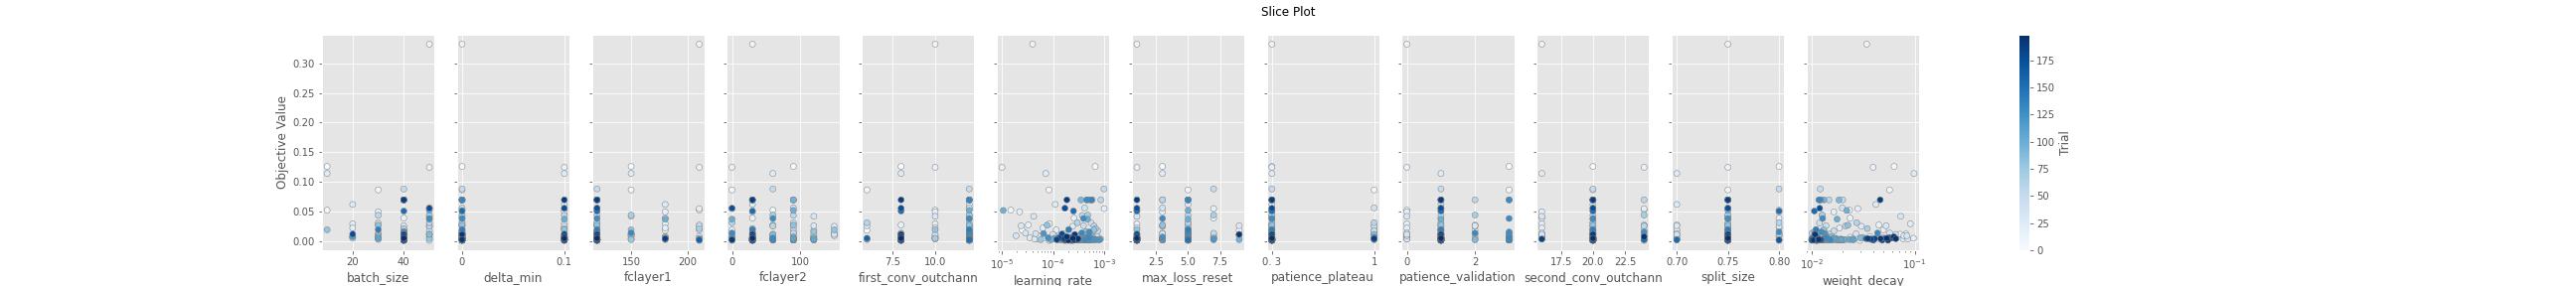 Slice Plot
Objective Value
0.30
0.25
0.20
0.15
0.10
0.05
0.00
20 40
batch_size
0 0.1
delta_min
150 200
fclayer1
0 100
fclayer2
7.5 10.0
first_conv_outchann
10⁻⁵ 10⁻⁴ 10⁻³
learning_rate
2.5 5.0 7.5
max_loss_reset
0. 3 1
patience_plateau
0 2
patience_validation
17.5 20.0 22.5
second_conv_outchann
0.70 0.75 0.80
split_size
10⁻² 10⁻¹
weight_decay
175
150
125
100
75
50
25
0
Trial